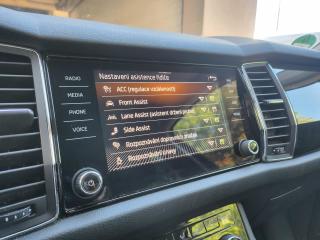 RADIO
MEDIA
PHONE
VOICE
Nastavení asistence řidiče
ACC (regulace vzdálenosti)
Front Assist
Lane Assist (asistent držení pruhu)
Side Assist
Rozpoznávání dopravních značek
Rozpoznávání únavy